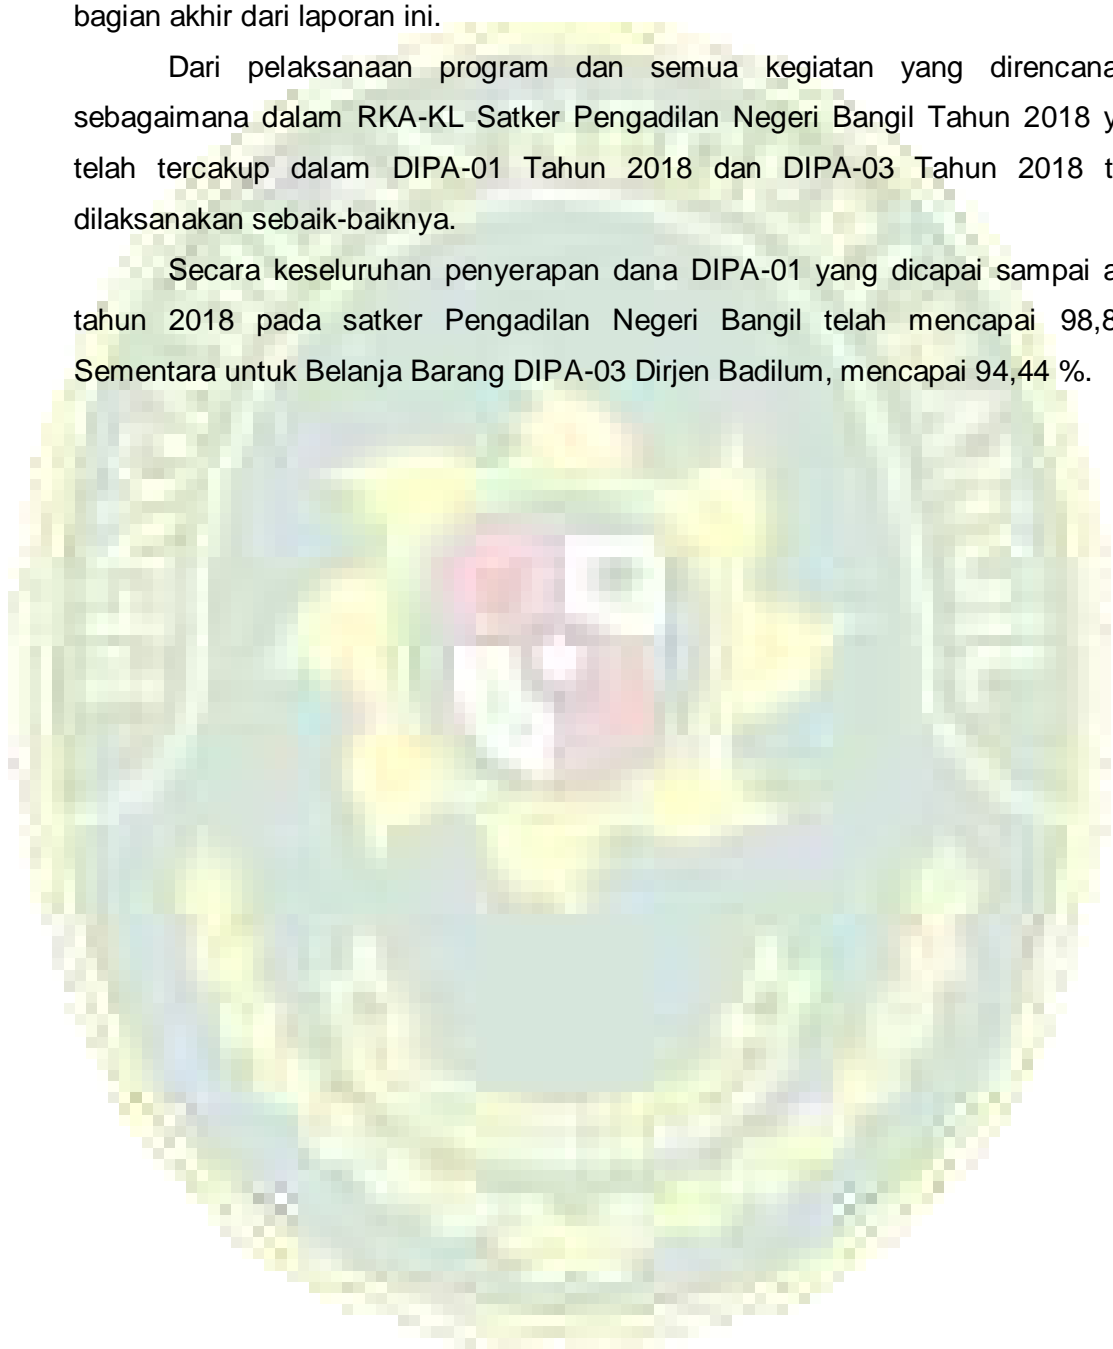 bagian akhir dari laporan ini.
Dari pelaksanaan program dan semua kegiatan yang direncana
sebagaimana dalam RKA-KL Satker Pengadilan Negeri Bangil Tahun 2018 y
telah tercakup dalam DIPA-01 Tahun 2018 dan DIPA-03 Tahun 2018 t
dilaksanakan sebaik-baiknya.
Secara keseluruhan penyerapan dana DIPA-01 yang dicapai sampai a
tahun 2018 pada satker Pengadilan Negeri Bangil telah mencapai 98,8
Sementara untuk Belanja Barang DIPA-03 Dirjen Badilum, mencapai 94,44 %.